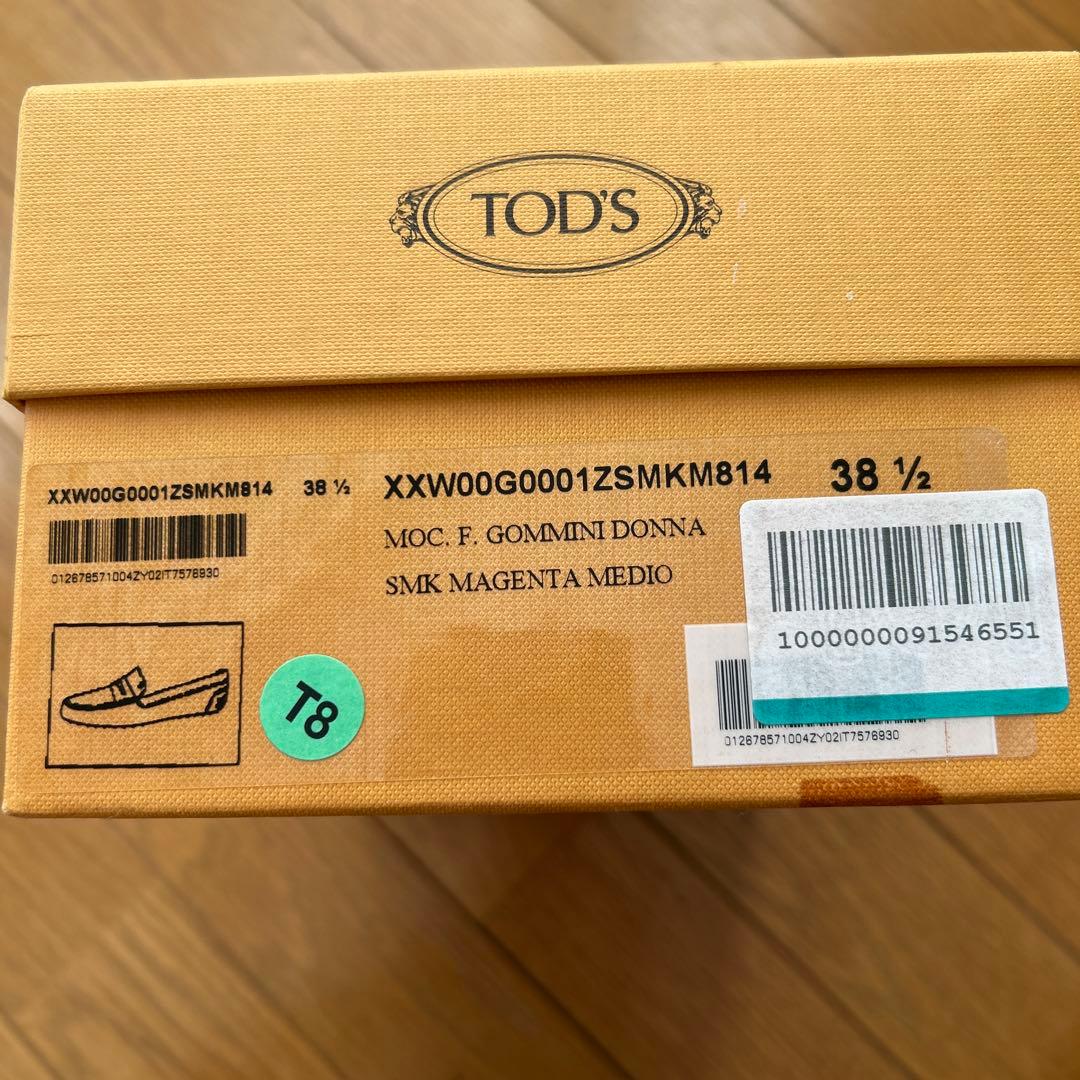 TOD'S
XXW00G0001ZSMKM814 38 ½
012678571004ZY02IT7576930
XXW00G0001ZSMKM814 38 ½
MOC. F. GOMMINI DONNA
SMK MAGENTA MEDIO
T8
1000000091546551
012678571004ZY02IT7576930